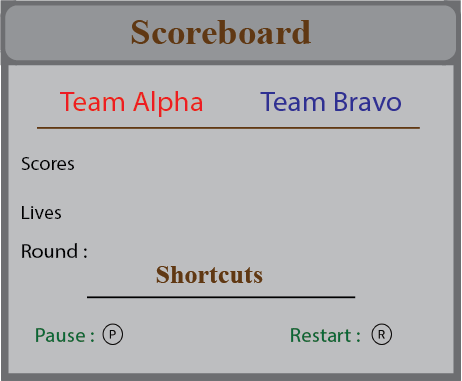 Scoreboard
Team Alpha Team Bravo
Scores
Lives
Round :
Shortcuts
Pause : P Restart : R